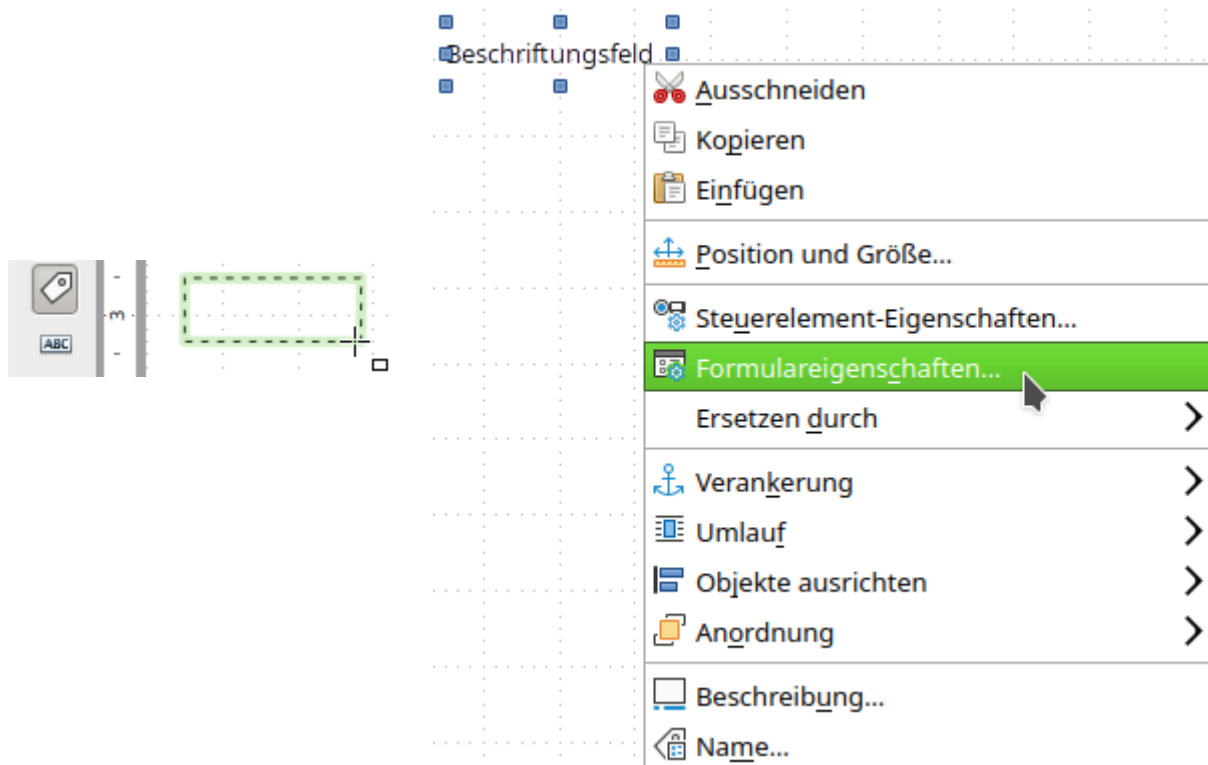 Beschriftungsfeld
Ausschneiden
Kopieren
Einfügen
Position und Größe...
Steuerelement-Eigenschaften...
Formulareigenschaften...
Ersetzen durch
Verankerung
Umlauf
Objekte ausrichten
Anordnung
Beschreibung...
Name...
3
ABC